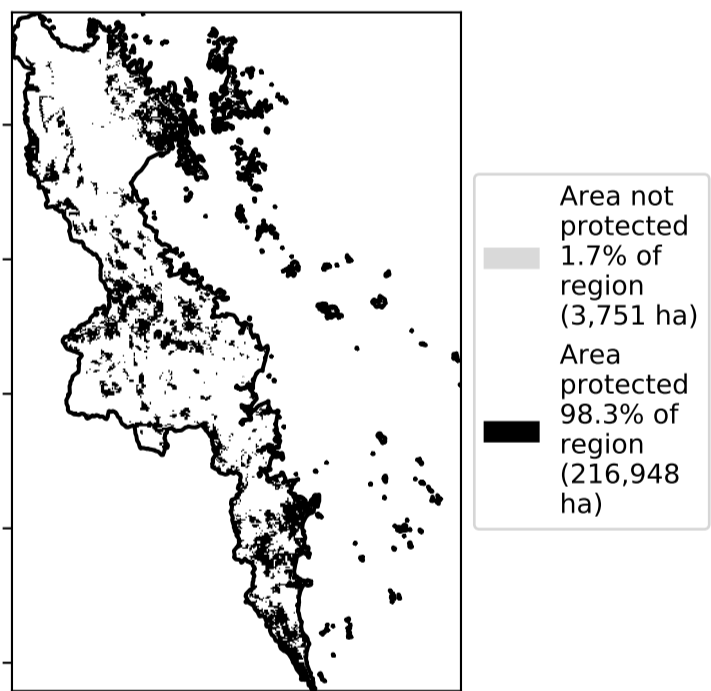 Area not
protected
1.7% of
region
(3,751 ha)
Area
protected
98.3% of
region
(216,948
ha)